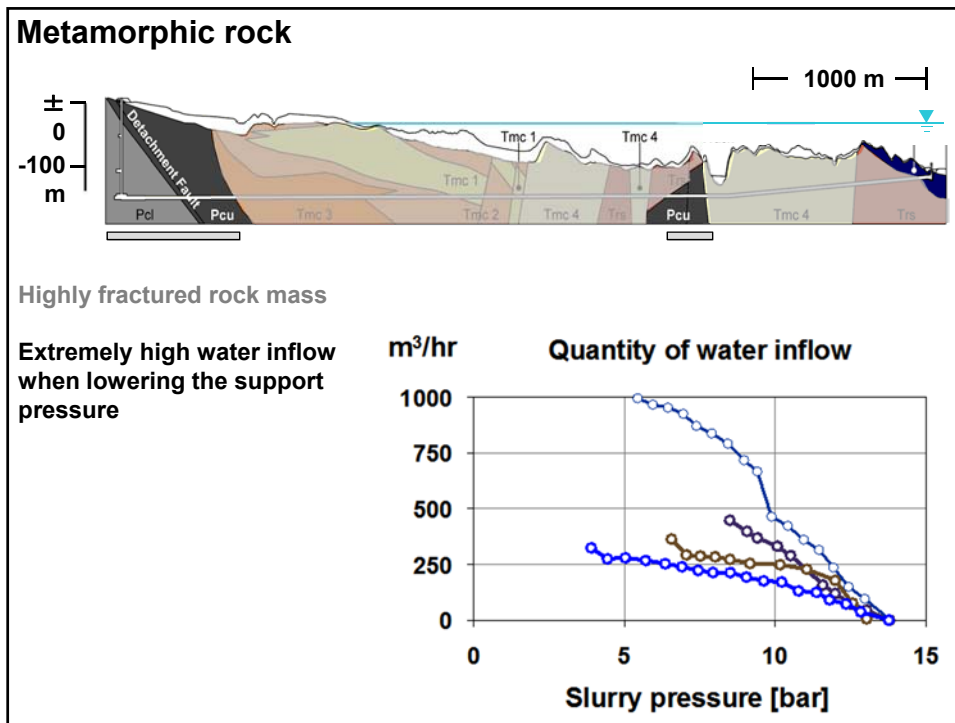 Metamorphic rock
1000 m
±
0
-100
m
Detachment Fault
Tmc 1
Tmc 4
Tmc 1
Trs
Pcl
Pcu
Tmc 3
Tmc 2
Tmc 4
Trs
Pcu
Tmc 4
Trs
Highly fractured rock mass
Extremely high water inflow
when lowering the support
pressure
m³/hr
Quantity of water inflow
1000
750
500
250
0
0
5
10
15
Slurry pressure [bar]